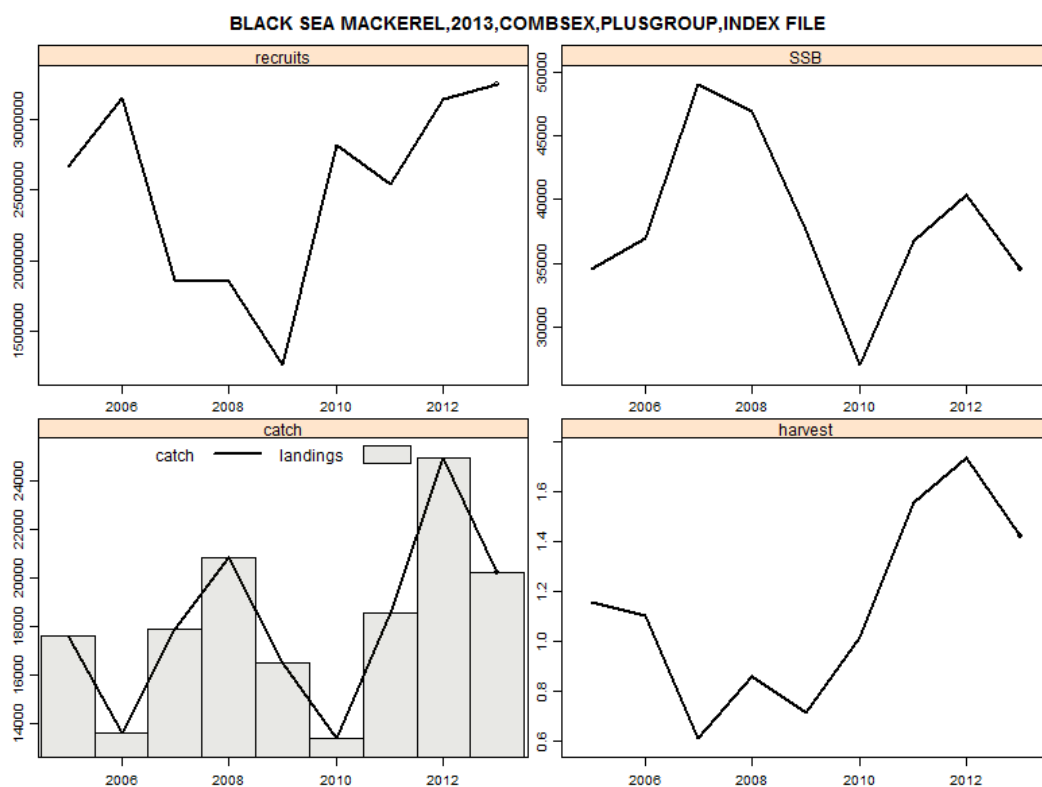 BLACK SEA MACKEREL,2013,COMBSEX,PLUSGROUP,INDEX FILE
recruits
3000000
2500000
2000000
1500000
2006 2008 2010 2012
SSB
50000
45000
40000
35000
30000
2006 2008 2010 2012
catch
catch landings
24000
22000
20000
18000
16000
14000
2006 2008 2010 2012
harvest
1.6
1.4
1.2
1.0
0.8
0.6
2006 2008 2010 2012